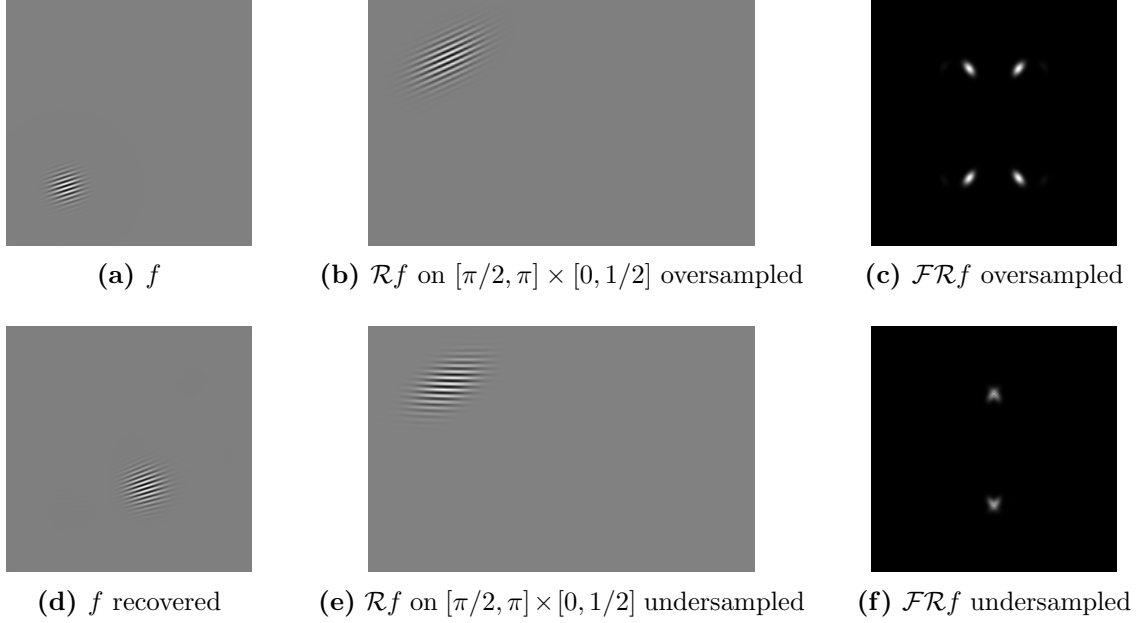 (a) f
(b) ℛf on [π/2, π] × [0, 1/2] oversampled
(c) ℱℛf oversampled
(d) f recovered
(e) ℛf on [π/2, π] × [0, 1/2] undersampled
(f) ℱℛf undersampled